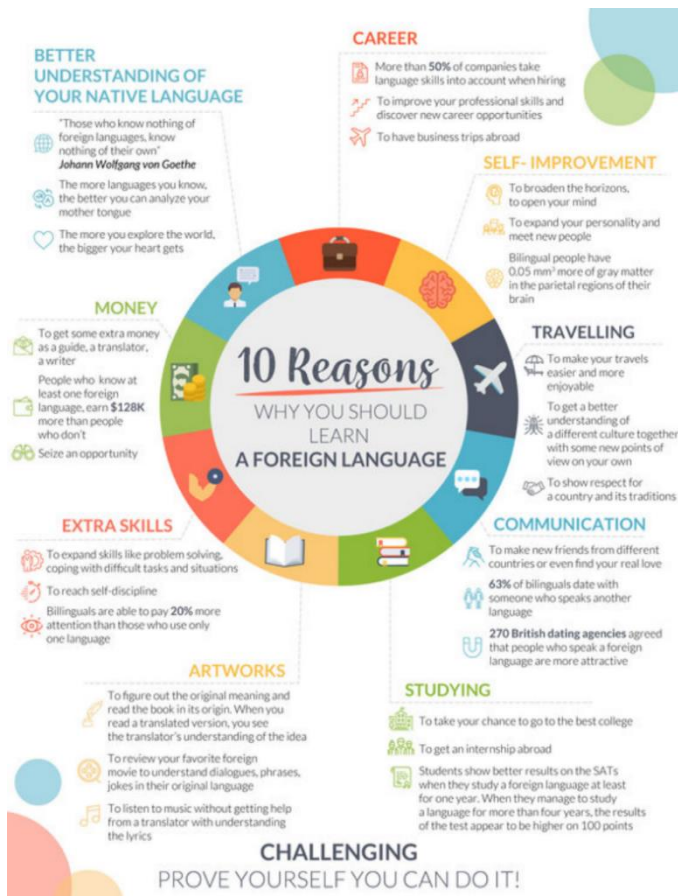 10 Reasons
WHY YOU SHOULD
LEARN
A FOREIGN LANGUAGE
CAREER
More than 50% of companies take
language skills into account when hiring
To improve your professional skills and
discover new career opportunities
To have business trips abroad
SELF- IMPROVEMENT
To broaden the horizons,
to open your mind
To expand your personality and
meet new people
Bilingual people have
0.05 mm³ more of gray matter
in the parietal regions of their
brain
TRAVELLING
To make your travels
easier and more
enjoyable
To get a better
understanding of
a different culture together
with some new points of
view on your own
To show respect for
a country and its traditions
COMMUNICATION
To make new friends from different
countries or even find your real love
63% of bilinguals date with
someone who speaks another
language
270 British dating agencies agreed
that people who speak a foreign
language are more attractive
STUDYING
To take your chance to go to the best college
To get an internship abroad
Students show better results on the SATs
when they study a foreign language at least
for one year. When they manage to study
a language for more than four years, the results
of the test appear to be higher on 100 points
ARTWORKS
To figure out the original meaning and
read the book in its origin. When you
read a translated version, you see
the translator's understanding of the idea
To review your favorite foreign
movie to understand dialogues, phrases,
jokes in their original language
To listen to music without getting help
from a translator with understanding
the lyrics
EXTRA SKILLS
To expand skills like problem solving,
coping with difficult tasks and situations
To reach self-discipline
Billinguals are able to pay 20% more
attention than those who use only
one language
MONEY
To get some extra money
as a guide, a translator,
a writer
People who know at
least one foreign
language, earn $128K
more than people
who don't
Seize an opportunity
BETTER
UNDERSTANDING OF
YOUR NATIVE LANGUAGE
"Those who know nothing of
foreign languages, know
nothing of their own"
Johann Wolfgang von Goethe
The more languages you know,
the better you can analyze your
mother tongue
The more you explore the world,
the bigger your heart gets
CHALLENGING
PROVE YOURSELF YOU CAN DO IT!